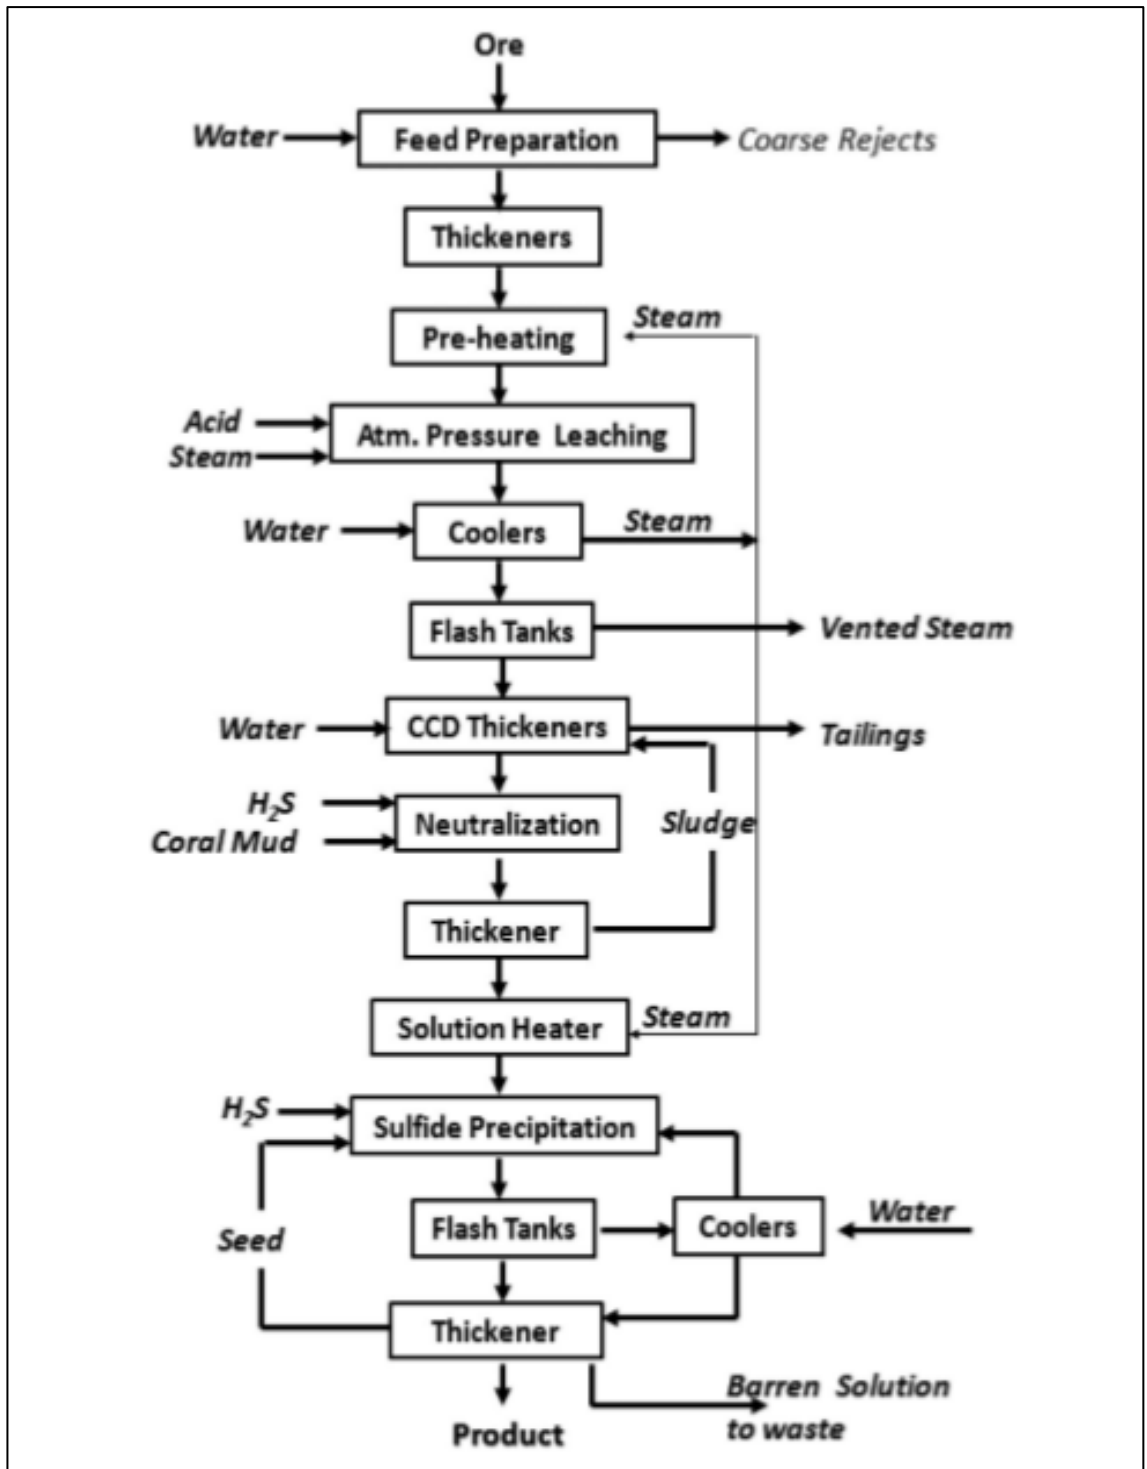 Ore
Water
Feed Preparation
Coarse Rejects
Thickeners
Steam
Pre-heating
Acid
Steam
Atm. Pressure Leaching
Water
Coolers
Steam
Flash Tanks
Vented Steam
Water
CCD Thickeners
Tailings
H₂S
Coral Mud
Neutralization
Sludge
Thickener
Solution Heater
Steam
H₂S
Sulfide Precipitation
Seed
Flash Tanks
Coolers
Water
Thickener
Barren Solution
to waste
Product